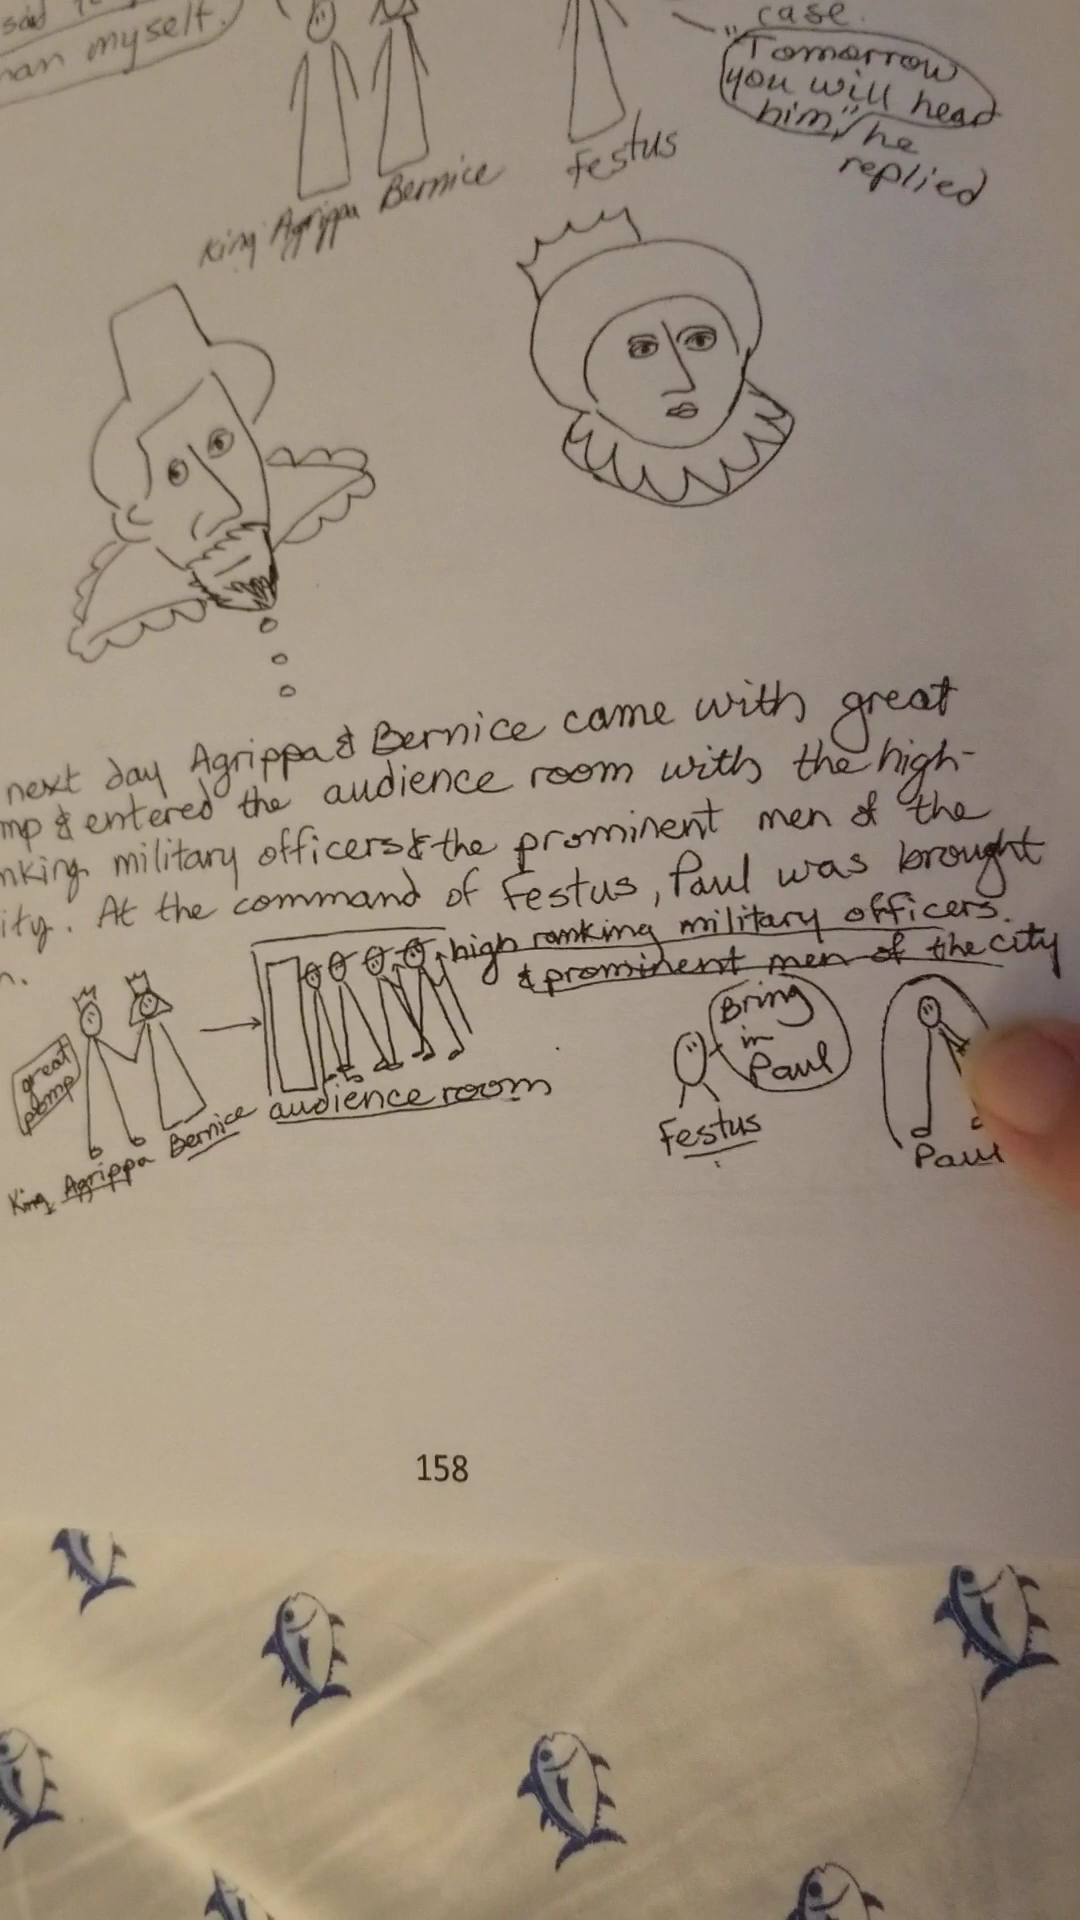 said
man myself.
case.
"Tomorrow
you will hear
him," he
replied
King Agrippa Bernice
Festus
next day Agrippa & Bernice came with great
mp & entered the audience room with the high-
nking military officers & the prominent men of the
ity. At the command of Festus, Paul was brought
n.
high ranking military officers.
& prominent men of the city
great
pomp
Bring
in
Paul
King Agrippa Bernice
audience room
Festus
Paul
158